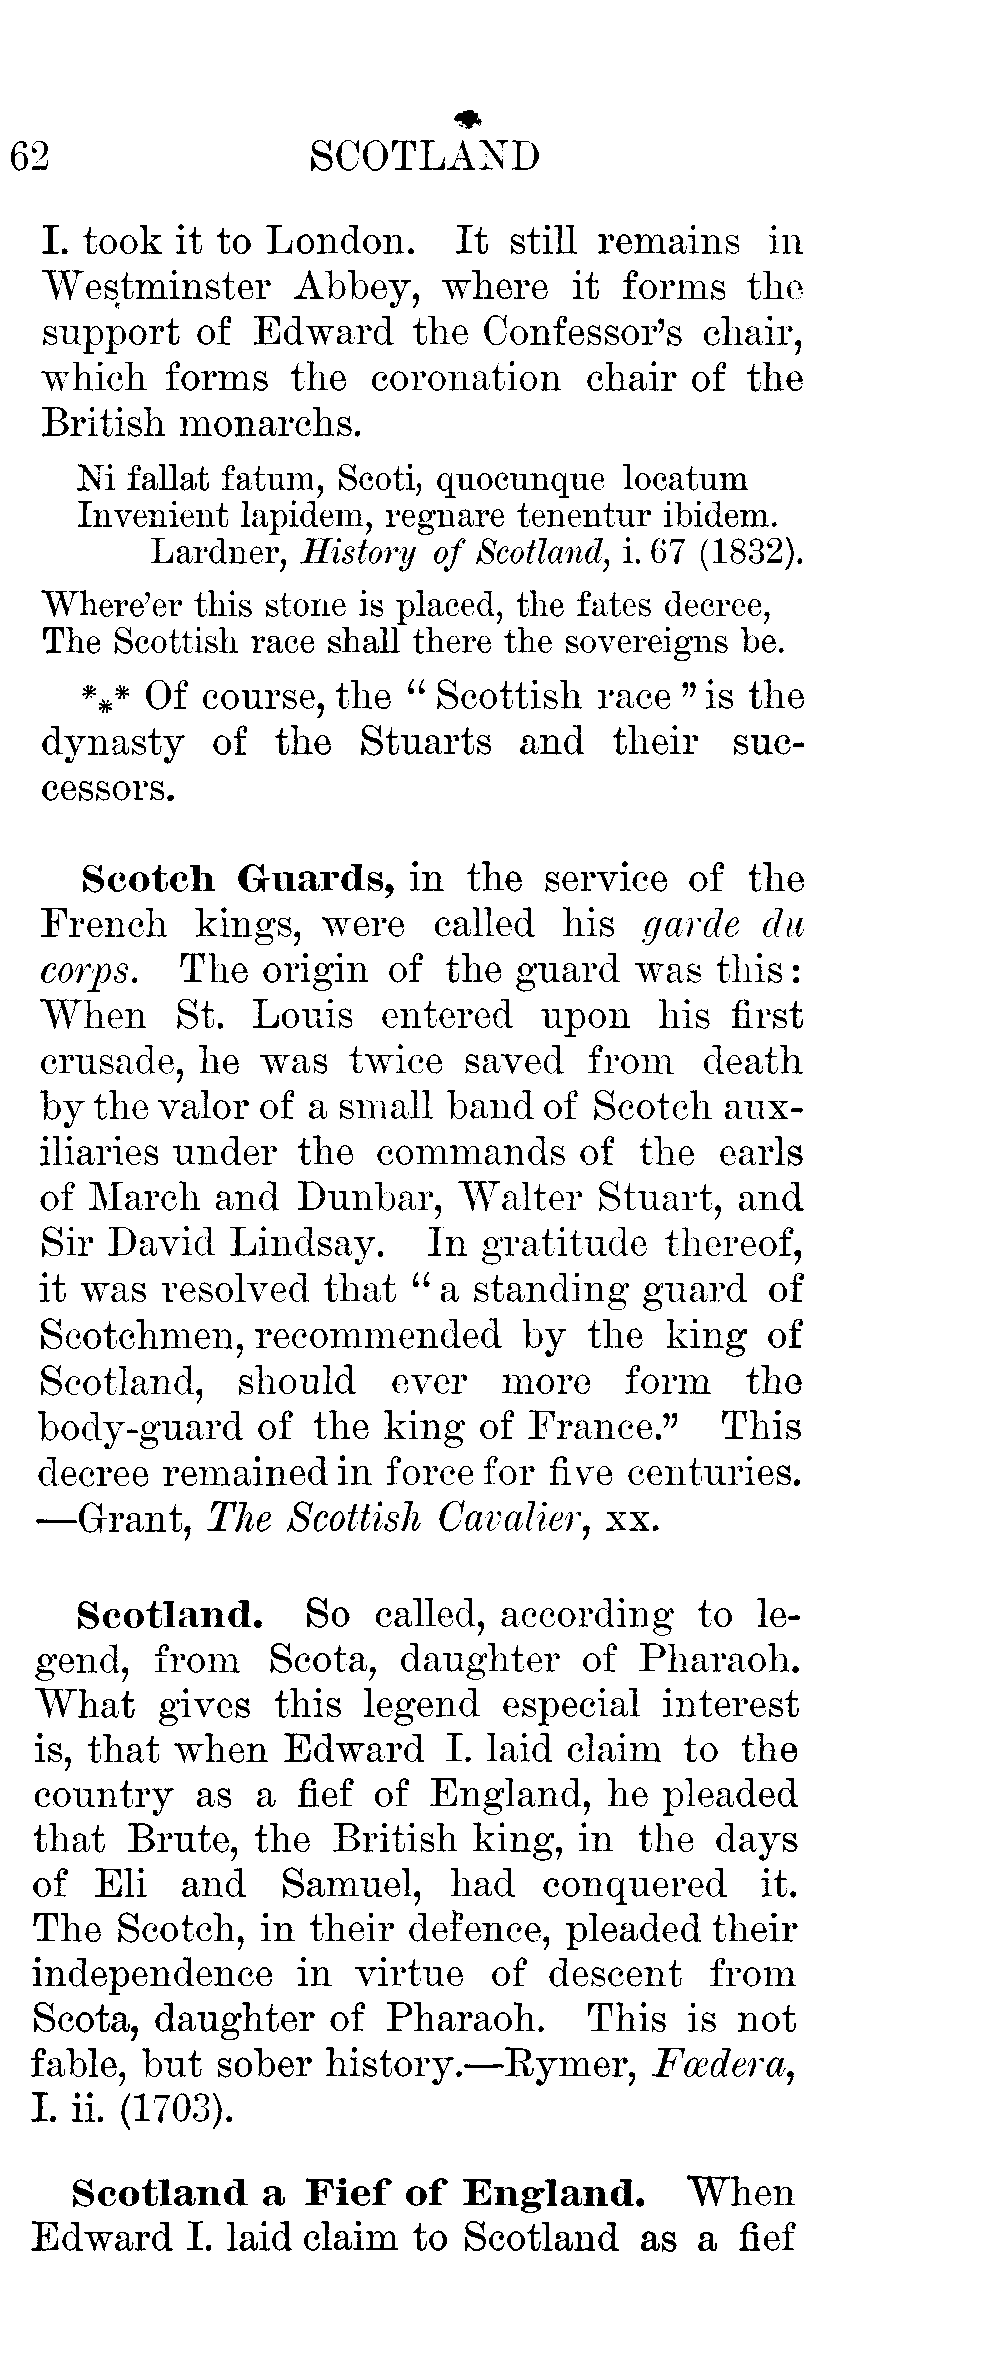 62 SCOTLAND
I. took it to London. It still remains in
Westminster Abbey, where it forms the
support of Edward the Confessor's chair,
which forms the coronation chair of the
British monarchs.
Ni fallat fatum, Scoti, quocunque locatum
Invenient lapidem, regnare tenentur ibidem.
Lardner, History of Scotland, i. 67 (1832).
Where'er this stone is placed, the fates decree,
The Scottish race shall there the sovereigns be.
*⁎* Of course, the “Scottish race” is the
dynasty of the Stuarts and their suc-
cessors.
Scotch Guards, in the service of the
French kings, were called his garde du
corps. The origin of the guard was this:
When St. Louis entered upon his first
crusade, he was twice saved from death
by the valor of a small band of Scotch aux-
iliaries under the commands of the earls
of March and Dunbar, Walter Stuart, and
Sir David Lindsay. In gratitude thereof,
it was resolved that “a standing guard of
Scotchmen, recommended by the king of
Scotland, should ever more form the
body-guard of the king of France.” This
decree remained in force for five centuries.
—Grant, The Scottish Cavalier, xx.
Scotland. So called, according to le-
gend, from Scota, daughter of Pharaoh.
What gives this legend especial interest
is, that when Edward I. laid claim to the
country as a fief of England, he pleaded
that Brute, the British king, in the days
of Eli and Samuel, had conquered it.
The Scotch, in their defence, pleaded their
independence in virtue of descent from
Scota, daughter of Pharaoh. This is not
fable, but sober history.—Rymer, Fœdera,
I. ii. (1703).
Scotland a Fief of England. When
Edward I. laid claim to Scotland as a fief